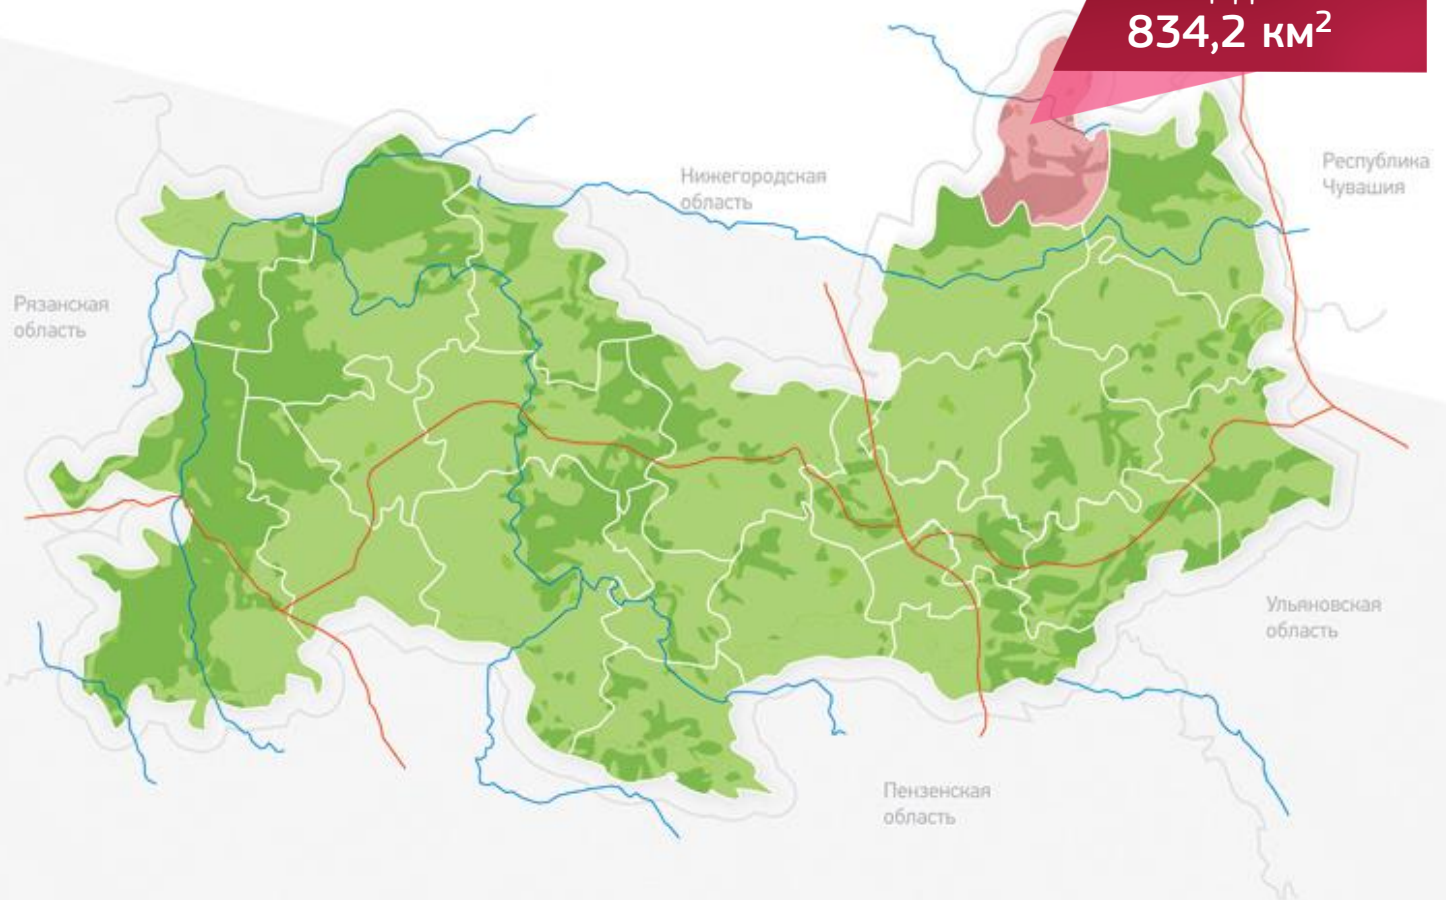 834,2 км²
Нижегородская
область
Республика
Чувашия
Рязанская
область
Ульяновская
область
Пензенская
область